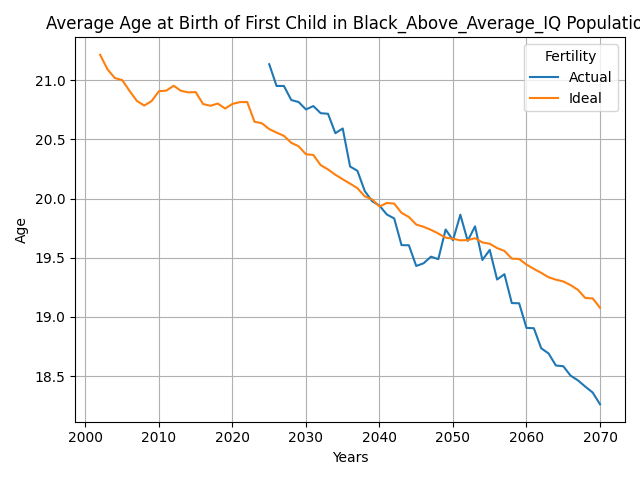 Average Age at Birth of First Child in Black_Above_Average_IQ Populatio
Fertility
Actual
Ideal
21.0
20.5
20.0
19.5
19.0
18.5
Age
2000 2010 2020 2030 2040 2050 2060 2070
Years